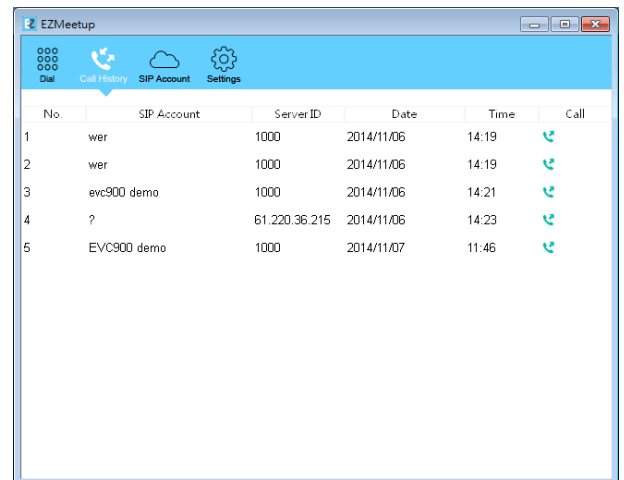 EZ EZMeetup
Dial Call History SIP Account Settings
No. SIP Account Server ID Date Time Call
1 wer 1000 2014/11/06 14:19
2 wer 1000 2014/11/06 14:19
3 evc900 demo 1000 2014/11/06 14:21
4 ? 61.220.36.215 2014/11/06 14:23
5 EVC900 demo 1000 2014/11/07 11:46